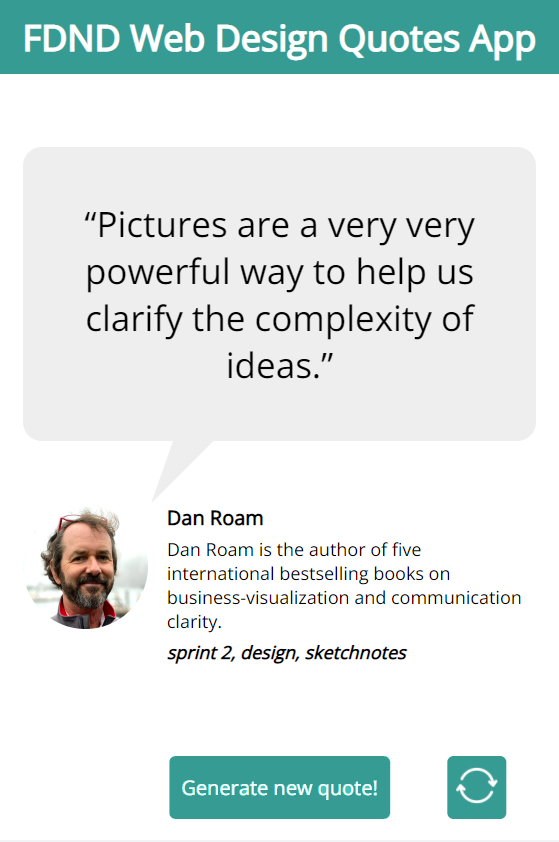 FDND Web Design Quotes App
“Pictures are a very very
powerful way to help us
clarify the complexity of
ideas.”
Dan Roam
Dan Roam is the author of five
international bestselling books on
business-visualization and communication
clarity.
sprint 2, design, sketchnotes
Generate new quote!